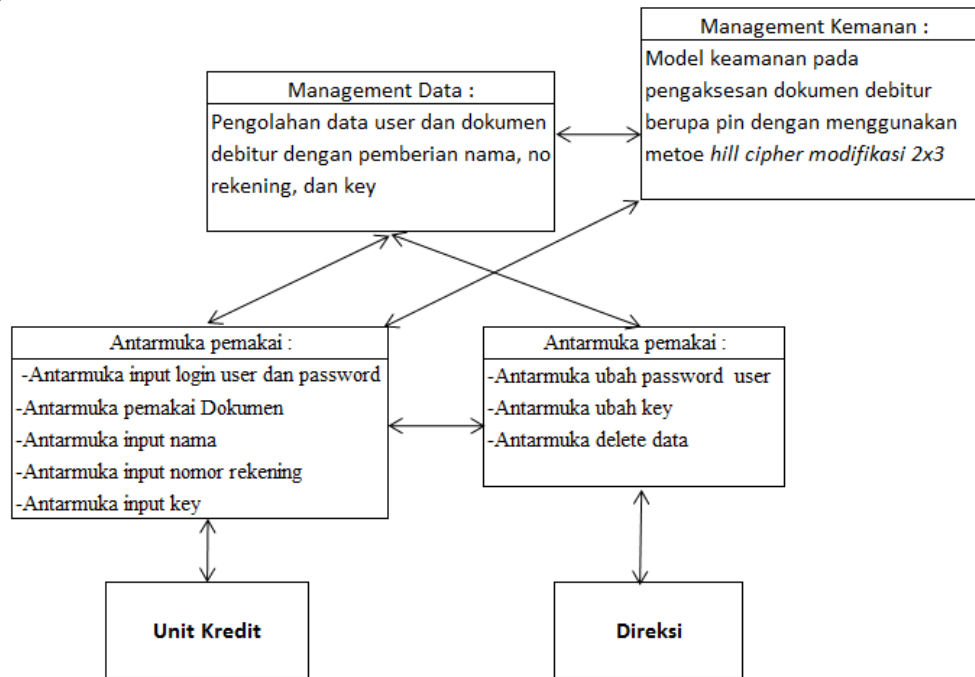 Management Kemanan :
Model keamanan pada
pengaksesan dokumen debitur
berupa pin dengan menggunakan
metoe hill cipher modifikasi 2x3
Management Data :
Pengolahan data user dan dokumen
debitur dengan pemberian nama, no
rekening, dan key
Antarmuka pemakai :
-Antarmuka input login user dan password
-Antarmuka pemakai Dokumen
-Antarmuka input nama
-Antarmuka input nomor rekening
-Antarmuka input key
Antarmuka pemakai :
-Antarmuka ubah password user
-Antarmuka ubah key
-Antarmuka delete data
Unit Kredit
Direksi